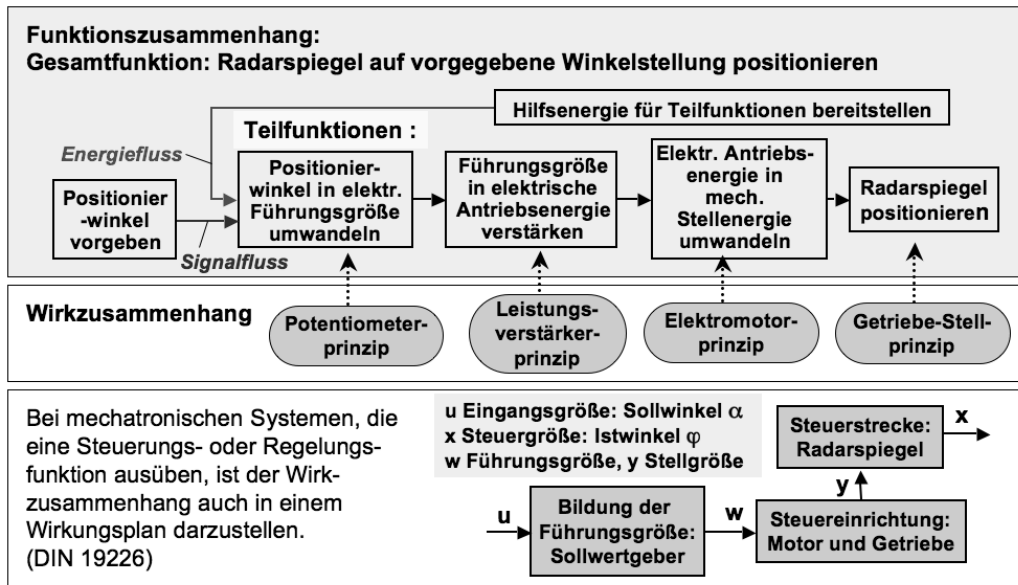 Funktionszusammenhang:
Gesamtfunktion: Radarspiegel auf vorgegebene Winkelstellung positionieren
Hilfsenergie für Teilfunktionen bereitstellen
Teilfunktionen :
Energiefluss
Positionier
-winkel
vorgeben
Signalfluss
Positionier-
winkel in elektr.
Führungsgröße
umwandeln
Führungsgröße
in elektrische
Antriebsenergie
verstärken
Elektr. Antriebs-
energie in
mech.
Stellenergie
umwandeln
Radarspiegel
positionieren
Wirkzusammenhang
Potentiometer-
prinzip
Leistungs-
verstärker-
prinzip
Elektromotor-
prinzip
Getriebe-Stell-
prinzip
Bei mechatronischen Systemen, die
eine Steuerungs- oder Regelungs-
funktion ausüben, ist der Wirk-
zusammenhang auch in einem
Wirkungsplan darzustellen.
(DIN 19226)
u Eingangsgröße: Sollwinkel α
x Steuergröße: Istwinkel φ
w Führungsgröße, y Stellgröße
u
Bildung der
Führungsgröße:
Sollwertgeber
w
Steuereinrichtung:
Motor und Getriebe
y
Steuerstrecke:
Radarspiegel
x